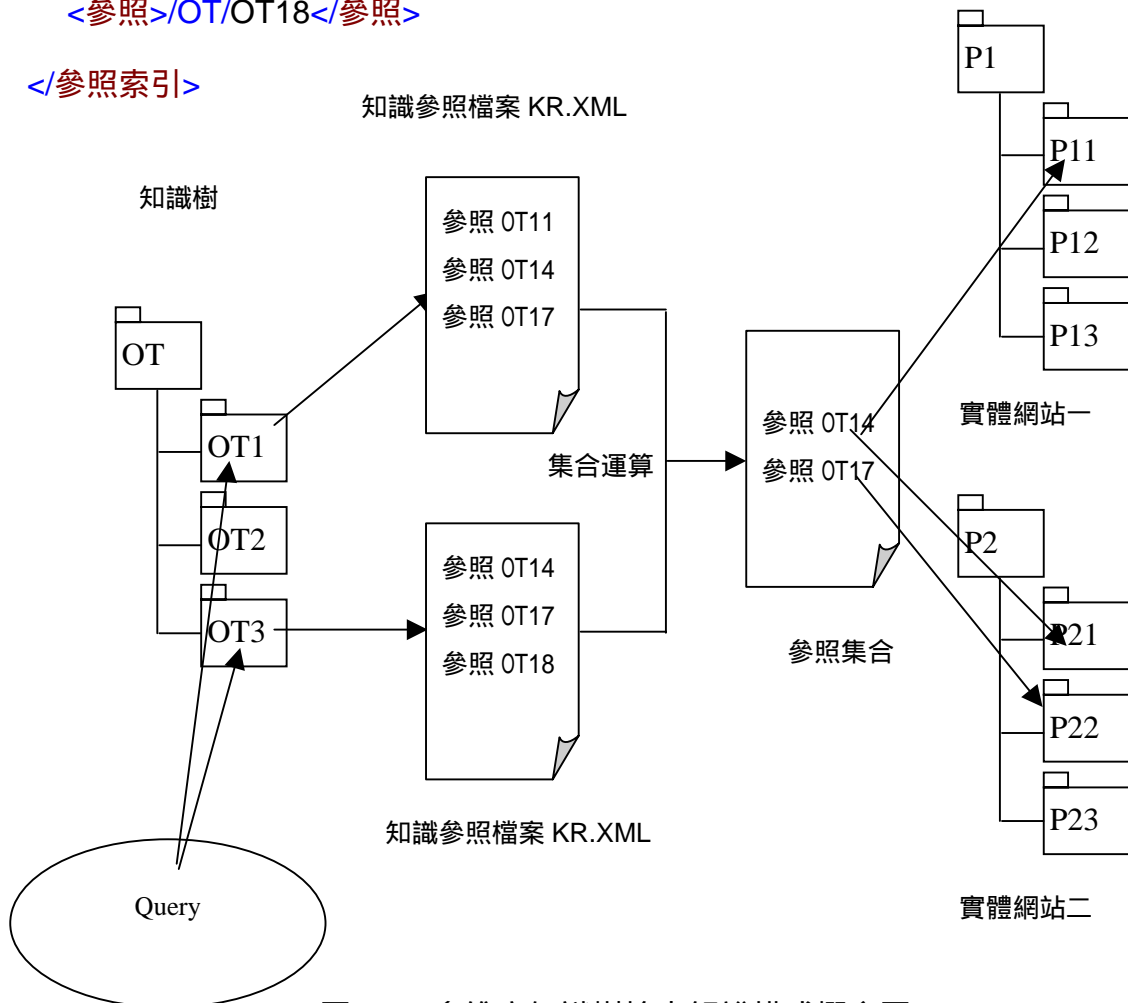 <參照>/OT/OT18</參照>
</參照索引>
知識參照檔案 KR.XML
知識樹
OT
OT1
OT2
OT3
Query
參照 OT11
參照 OT14
參照 OT17
參照 OT14
參照 OT17
參照 OT18
知識參照檔案 KR.XML
集合運算
參照 OT14
參照 OT17
參照集合
P1
P11
P12
P13
實體網站一
P2
P21
P22
P23
實體網站二